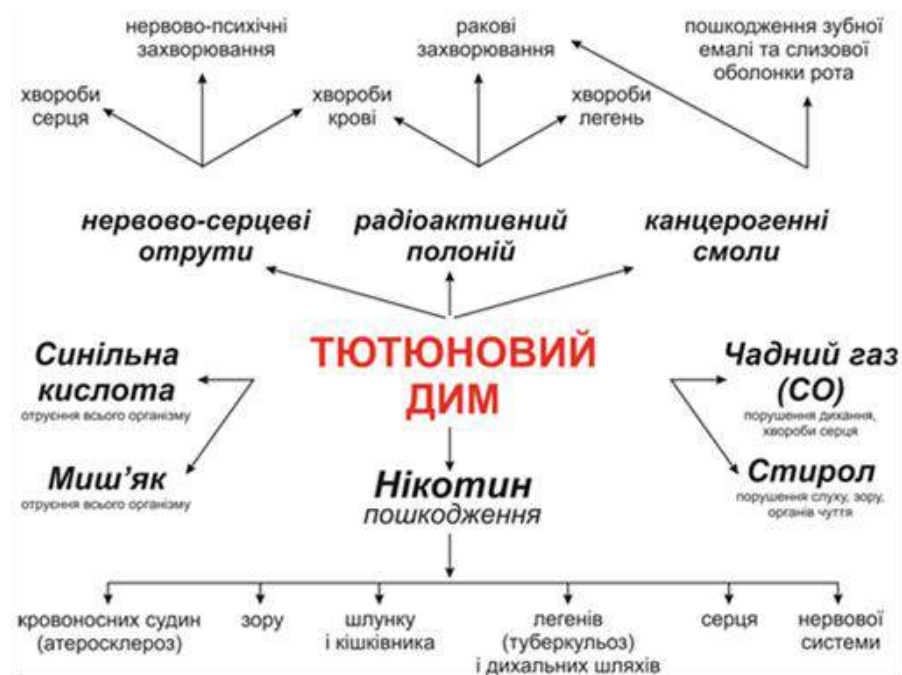 нервово-психічні
захворювання
ракові
захворювання
пошкодження зубної
емалі та слизової
оболонки рота
хвороби
серця
хвороби
крові
хвороби
легень
нервово-серцеві
отрути
радіоактивний
полоній
канцерогенні
смоли
ТЮТЮНОВИЙ
ДИМ
Синільна
кислота
отруєння всього організму
Чадний газ
(СО)
порушення дихання,
хвороби серця
Миш’як
отруєння всього організму
Нікотин
пошкодження
Стирол
порушення слуху, зору,
органів чуття
кровоносних судин
(атеросклероз)
зору
шлунку
і кішківника
легенів
(туберкульоз)
і дихальних шляхів
серця
нервової
системи